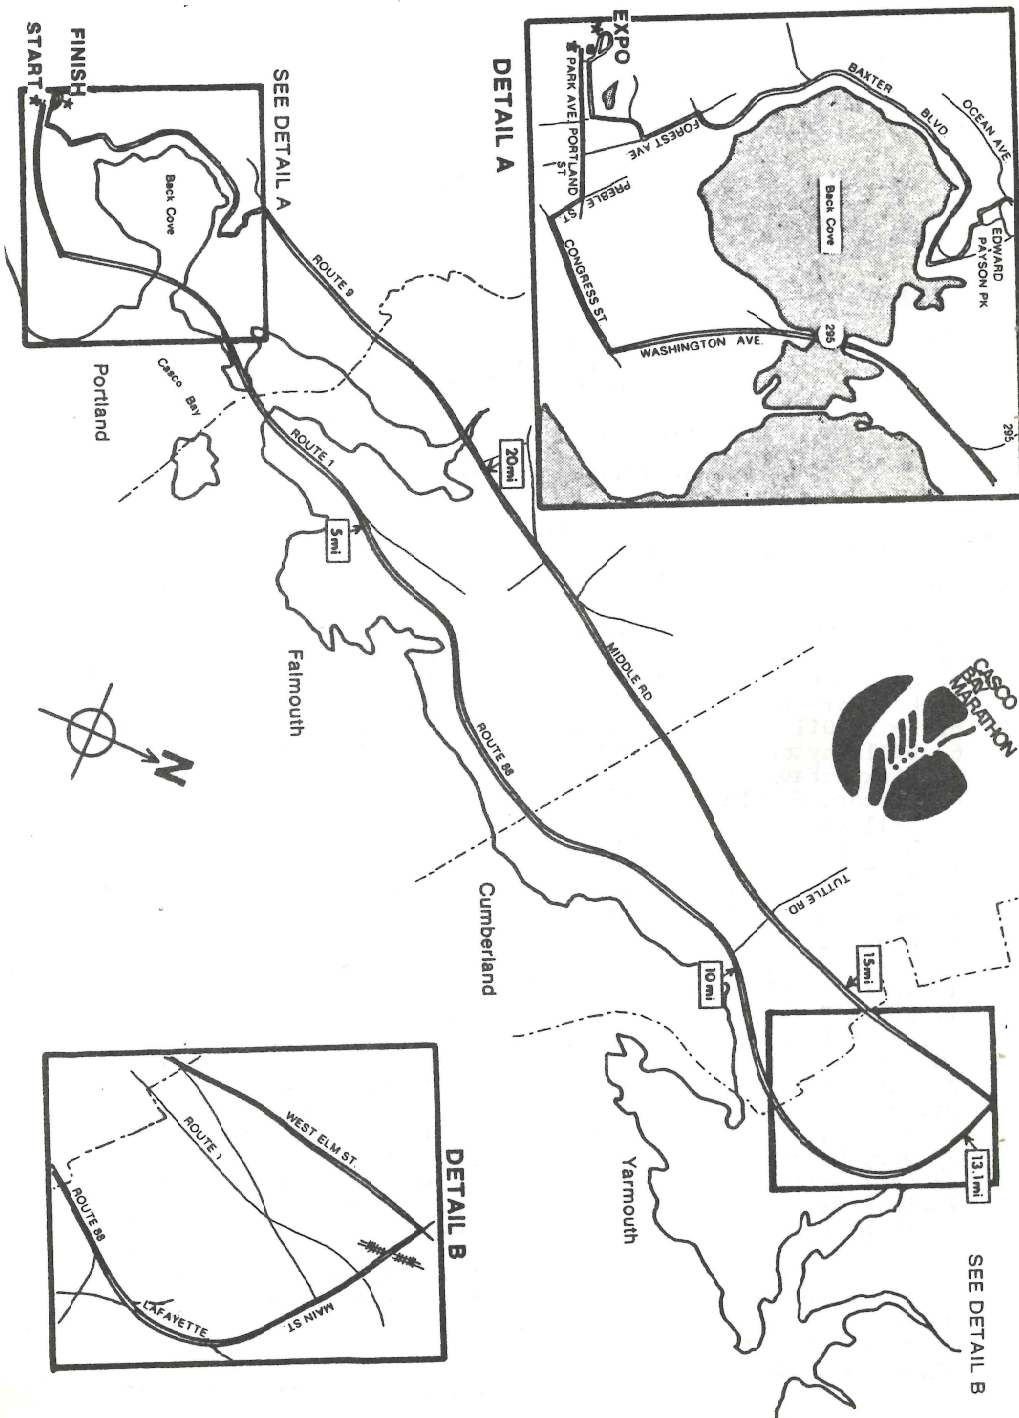 EXPO
PARK AVE.
PORTLAND
ST
FOREST AVE
PREBLE
ST.
CONGRESS ST
WASHINGTON AVE.
BAXTER
BLVD.
OCEAN AVE.
EDWARD
PAYSON PK
Back Cove
295
295
DETAIL A
SEE DETAIL A
FINISH
START
Back Cove
ROUTE 9
Portland
Casco Bay
ROUTE 1
20mi
5mi
Falmouth
MIDDLE RD
ROUTE 88
CASCO
BAY
MARATHON
N
Cumberland
TUTTLE RD.
15mi
10mi
13.1mi
Yarmouth
SEE DETAIL B
DETAIL B
WEST ELM ST.
ROUTE 1
ROUTE 88
LAFAYETTE
MAIN ST.